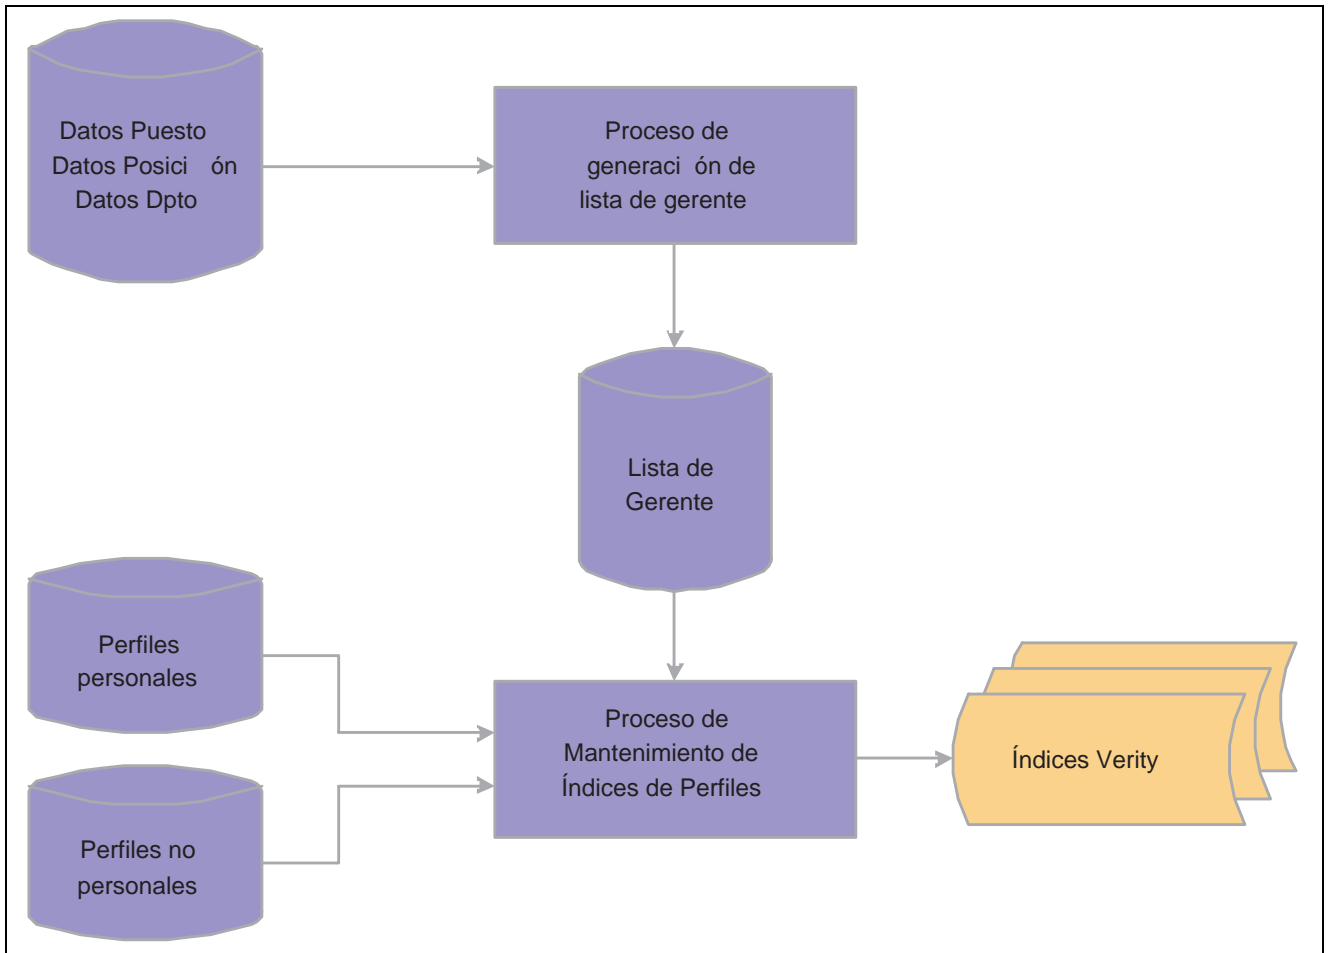 Datos Puesto
Datos Posici ón
Datos Dpto
Proceso de
generaci ón de
lista de gerente
Lista de
Gerente
Perfiles
personales
Proceso de
Mantenimiento de
Índices de Perfiles
Índices Verity
Perfiles no
personales